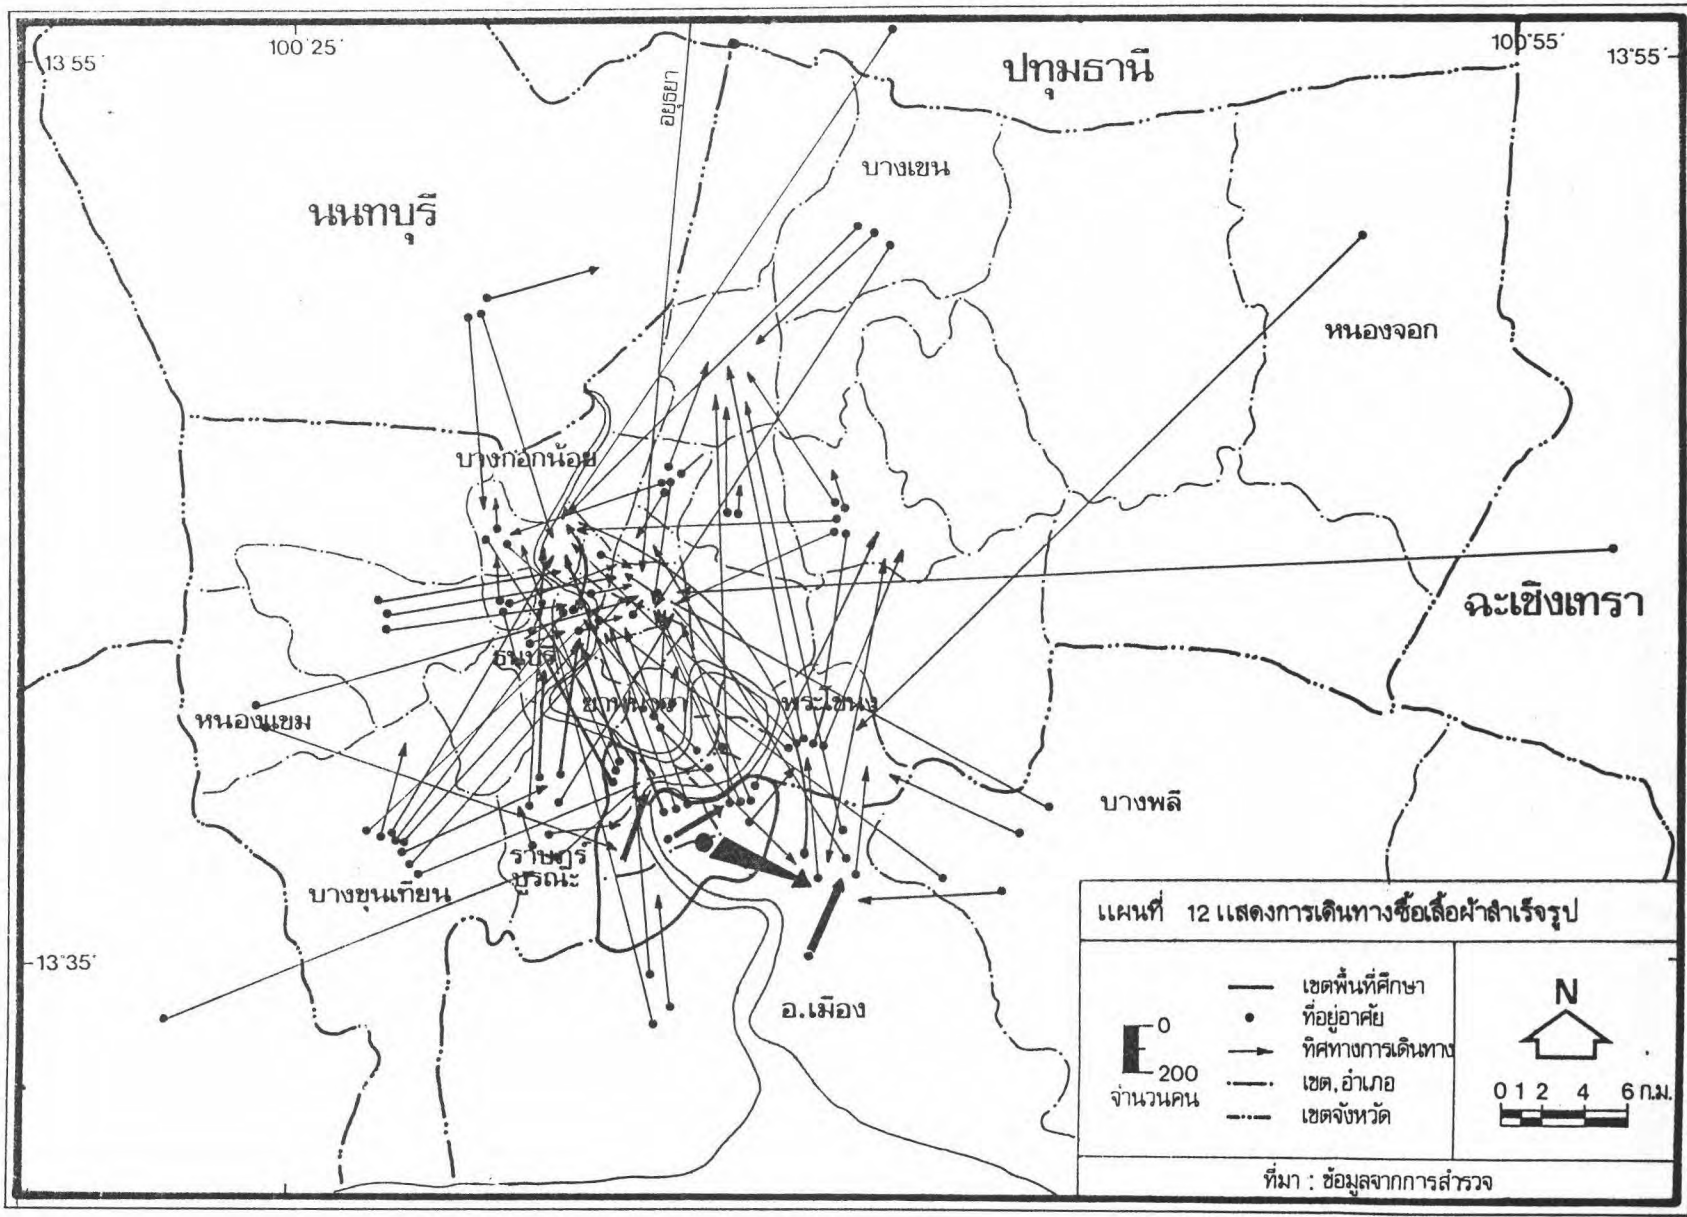 100°25'
100°55'
13°55'
13°55'
ปทุมธานี
อยุธยา
บางเขน
นนทบุรี
หนองจอก
บางกอกน้อย
ฉะเชิงเทรา
ธนบุรี
ยานนาวา
พระโขนง
หนองแขม
บางพลี
ราษฎร์
บูรณะ
บางขุนเทียน
13°35'
อ.เมือง
แผนที่ 12 แสดงการเดินทางซื้อเสื้อผ้าสำเร็จรูป
0
200
จำนวนคน
เขตพื้นที่ศึกษา
ที่อยู่อาศัย
ทิศทางการเดินทาง
เขต,อำเภอ
เขตจังหวัด
N
0 1 2 4 6 ก.ม.
ที่มา : ข้อมูลจากการสำรวจ